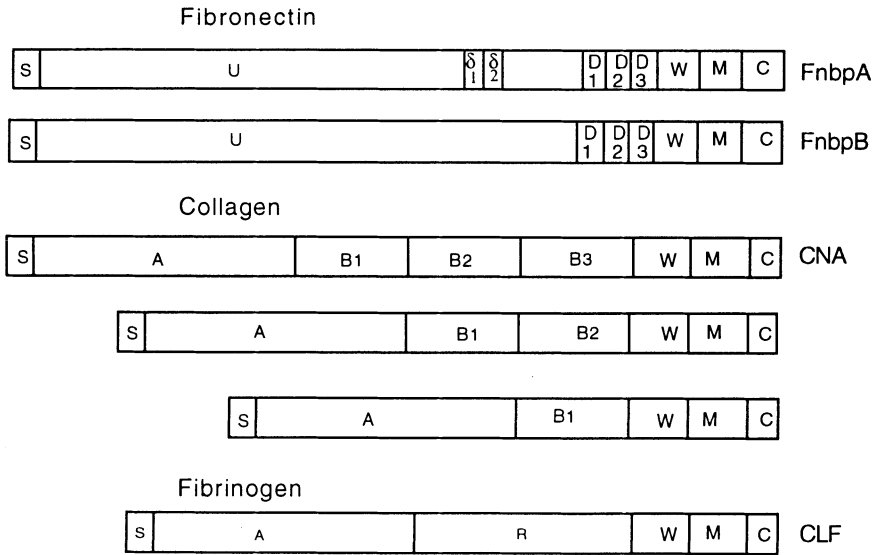 Fibronectin
S U δ1 δ2 D1 D2 D3 W M C FnbpA
S U D1 D2 D3 W M C FnbpB
Collagen
S A B1 B2 B3 W M C CNA
S A B1 B2 W M C
S A B1 W M C
Fibrinogen
S A R W M C CLF